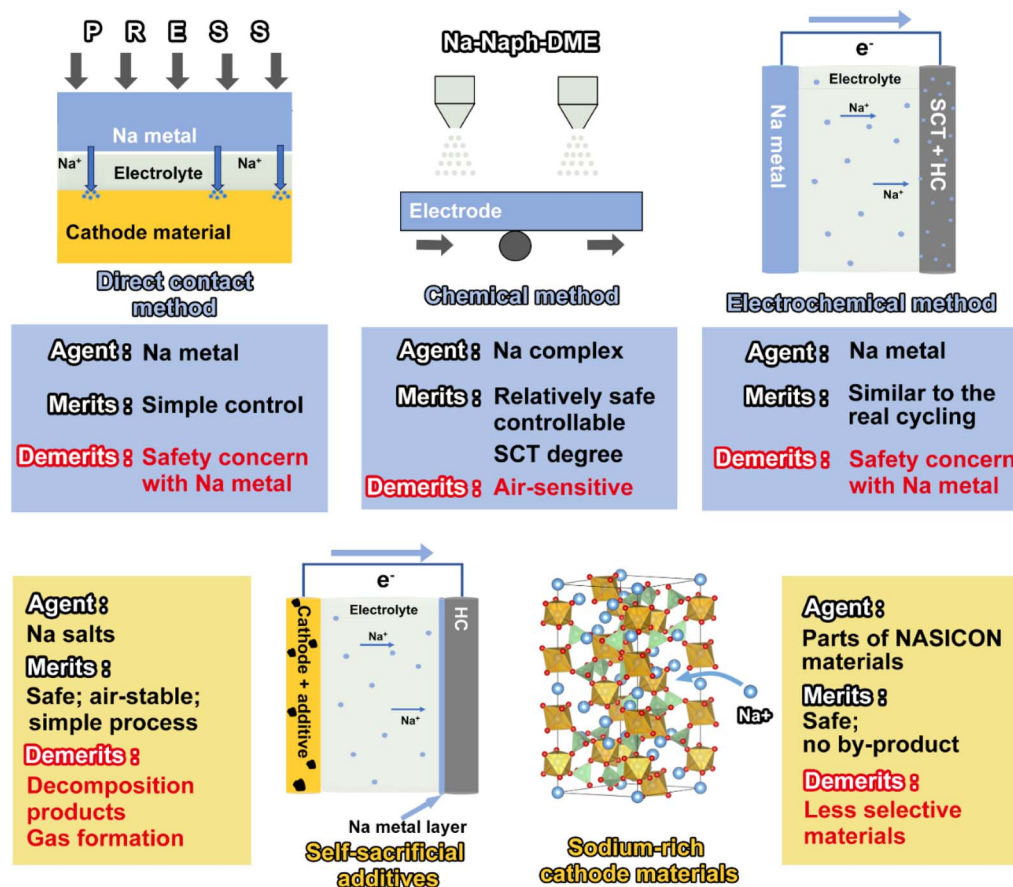 P R E S S
Na metal
Na⁺
Na⁺
Electrolyte
Cathode material
Direct contact
method
Agent : Na metal
Merits : Simple control
Demerits : Safety concern
with Na metal
Na-Naph-DME
Electrode
Chemical method
Agent : Na complex
Merits : Relatively safe
controllable
SCT degree
Demerits : Air-sensitive
e⁻
Na metal
Electrolyte
Na⁺
Na⁺
SCT + HC
Electrochemical method
Agent : Na metal
Merits : Similar to the
real cycling
Demerits : Safety concern
with Na metal
Agent :
Na salts
Merits :
Safe; air-stable;
simple process
Demerits :
Decomposition
products
Gas formation
e⁻
Cathode + additive
Electrolyte
Na⁺
Na⁺
HC
Na metal layer
Self-sacrificial
additives
Na+
Sodium-rich
cathode materials
Agent :
Parts of NASICON
materials
Merits :
Safe;
no by-product
Demerits :
Less selective
materials